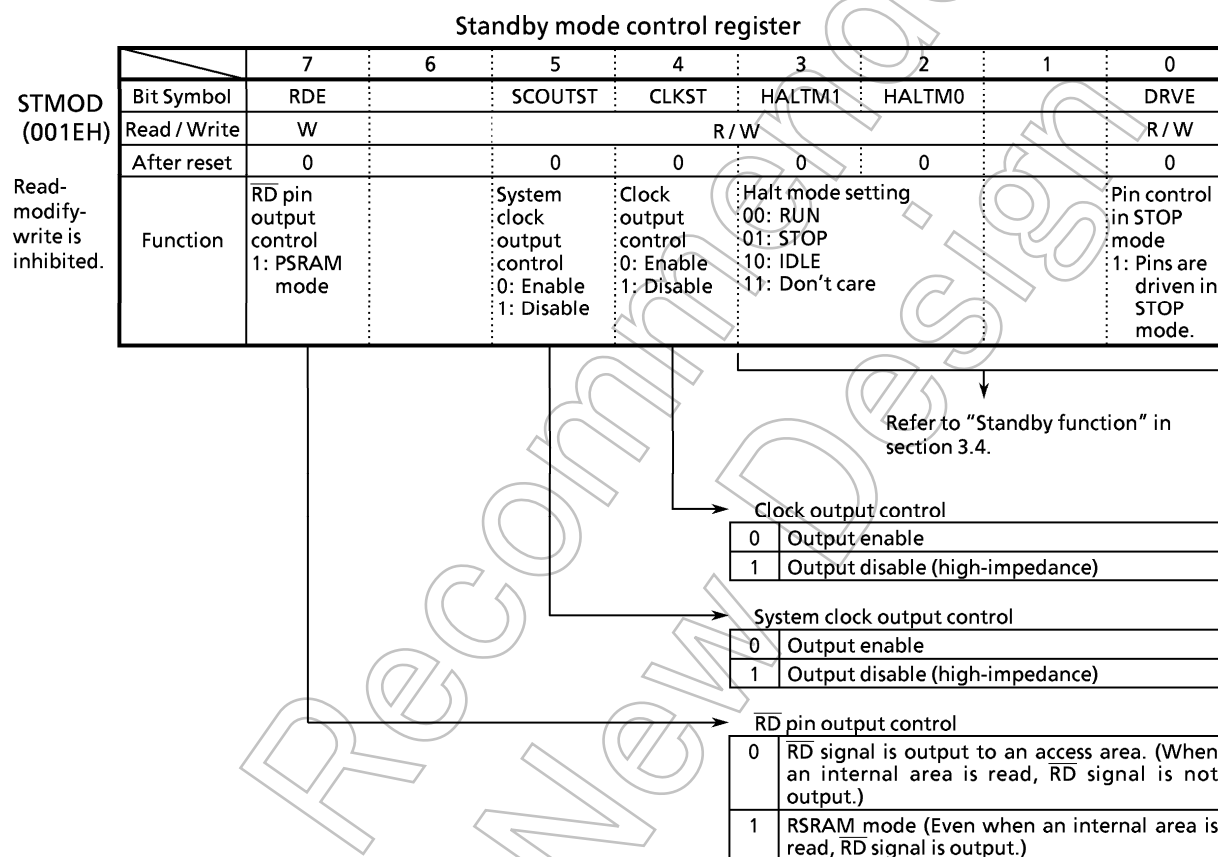 Standby mode control register
7 6 5 4 3 2 1 0
STMOD (001EH)
Bit Symbol RDE SCOUTST CLKST HALTM1 HALTM0 DRVE
Read / Write W R / W R / W
After reset 0 0 0 0 0 0
Read-
modify-
write is
inhibited.
Function
RD pin
output
control
1: PSRAM
mode
System
clock
output
control
0: Enable
1: Disable
Clock
output
control
0: Enable
1: Disable
Halt mode setting
00: RUN
01: STOP
10: IDLE
11: Don't care
Pin control
in STOP
mode
1: Pins are
driven in
STOP
mode.
Refer to "Standby function" in
section 3.4.
Clock output control
0 Output enable
1 Output disable (high-impedance)
System clock output control
0 Output enable
1 Output disable (high-impedance)
RD pin output control
0 RD signal is output to an access area. (When
an internal area is read, RD signal is not
output.)
1 RSRAM mode (Even when an internal area is
read, RD signal is output.)
New Design